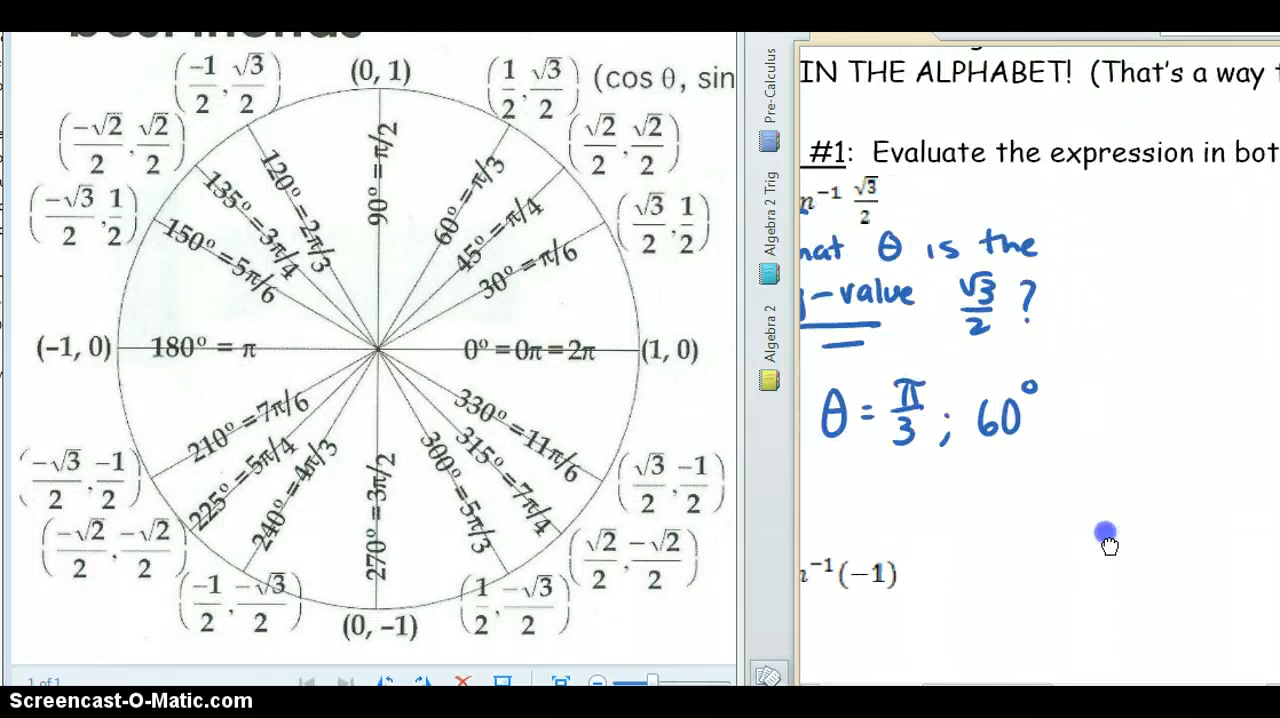 best friends
(-1/2, √3/2)
(0, 1)
(1/2, √3/2)
(cos θ, sin
(-√2/2, √2/2)
(√2/2, √2/2)
(-√3/2, 1/2)
(√3/2, 1/2)
120° = 2π/3
90° = π/2
60° = π/3
135° = 3π/4
45° = π/4
150° = 5π/6
30° = π/6
(-1, 0)
180° = π
0° = 0π = 2π
(1, 0)
210° = 7π/6
330° = 11π/6
225° = 5π/4
315° = 7π/4
240° = 4π/3
270° = 3π/2
300° = 5π/3
(-√3/2, -1/2)
(√3/2, -1/2)
(-√2/2, -√2/2)
(√2/2, -√2/2)
(-1/2, -√3/2)
(0, –1)
(1/2, -√3/2)
1 of 1
Pre-Calculus
Algebra 2 Trig
Algebra 2
IN THE ALPHABET! (That's a way t
#1: Evaluate the expression in bot
n⁻¹ √3/2
hat θ is the
y-value √3/2 ?
θ = π/3 ; 60°
⁻¹(−1)
Screencast-O-Matic.com